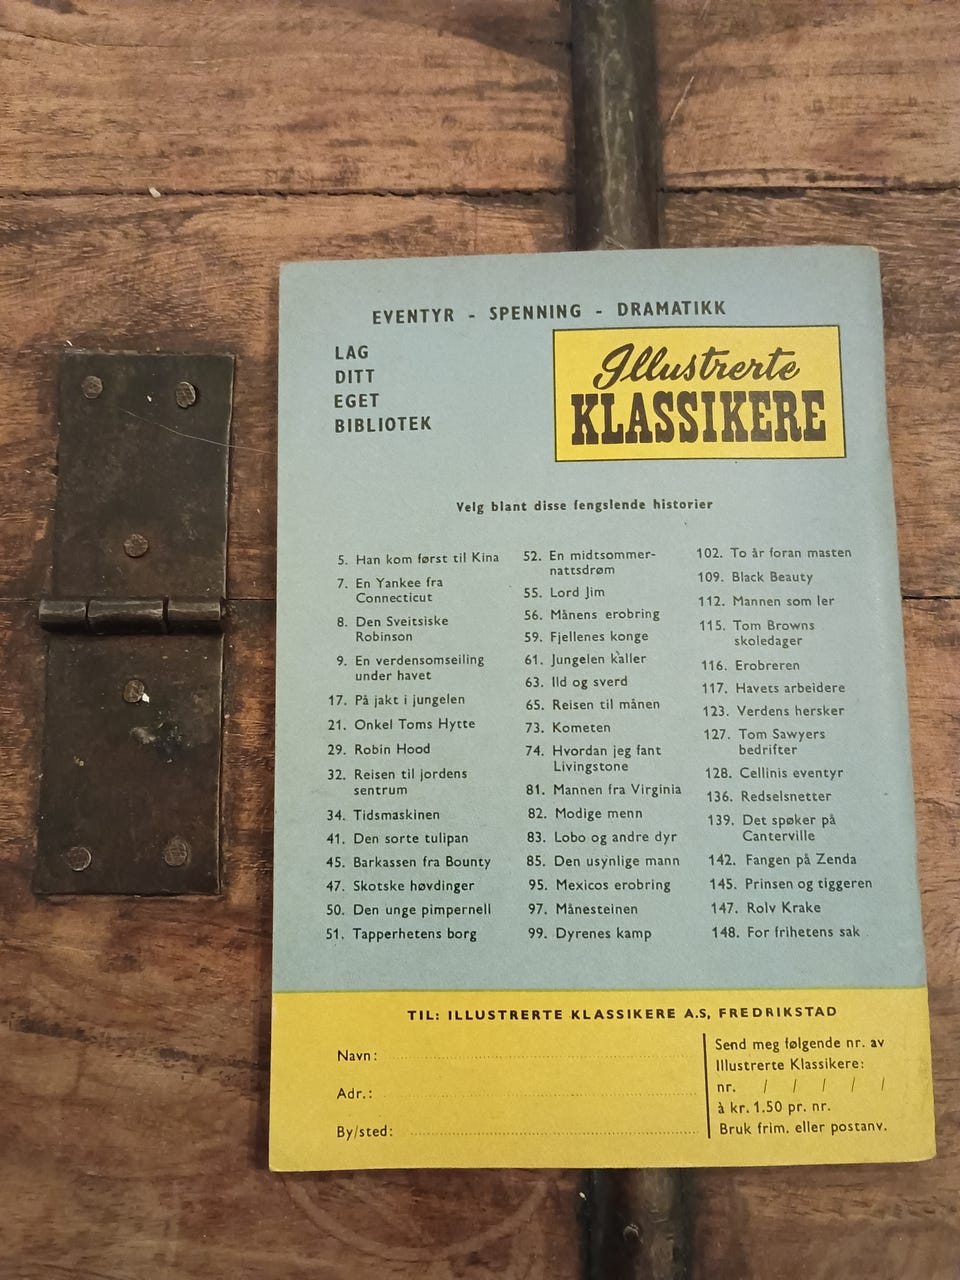 EVENTYR - SPENNING - DRAMATIKK
LAG
DITT
EGET
BIBLIOTEK
Illustrerte
KLASSIKERE
Velg blant disse fengslende historier
5. Han kom først til Kina
7. En Yankee fra
Connecticut
8. Den Sveitsiske
Robinson
9. En verdensomseiling
under havet
17. På jakt i jungelen
21. Onkel Toms Hytte
29. Robin Hood
32. Reisen til jordens
sentrum
34. Tidsmaskinen
41. Den sorte tulipan
45. Barkassen fra Bounty
47. Skotske høvdinger
50. Den unge pimpernell
51. Tapperhetens borg
52. En midtsommer-
nattsdrøm
55. Lord Jim
56. Månens erobring
59. Fjellenes konge
61. Jungelen kaller
63. Ild og sverd
65. Reisen til månen
73. Kometen
74. Hvordan jeg fant
Livingstone
81. Mannen fra Virginia
82. Modige menn
83. Lobo og andre dyr
85. Den usynlige mann
95. Mexicos erobring
97. Månesteinen
99. Dyrenes kamp
102. To år foran masten
109. Black Beauty
112. Mannen som ler
115. Tom Browns
skoledager
116. Erobreren
117. Havets arbeidere
123. Verdens hersker
127. Tom Sawyers
bedrifter
128. Cellinis eventyr
136. Redselsnetter
139. Det spøker på
Canterville
142. Fangen på Zenda
145. Prinsen og tiggeren
147. Rolv Krake
148. For frihetens sak
TIL: ILLUSTRERTE KLASSIKERE A.S, FREDRIKSTAD
Navn:
Adr.:
By/sted:
Send meg følgende nr. av
Illustrerte Klassikere:
nr. / / / / /
à kr. 1.50 pr. nr.
Bruk frim. eller postanv.